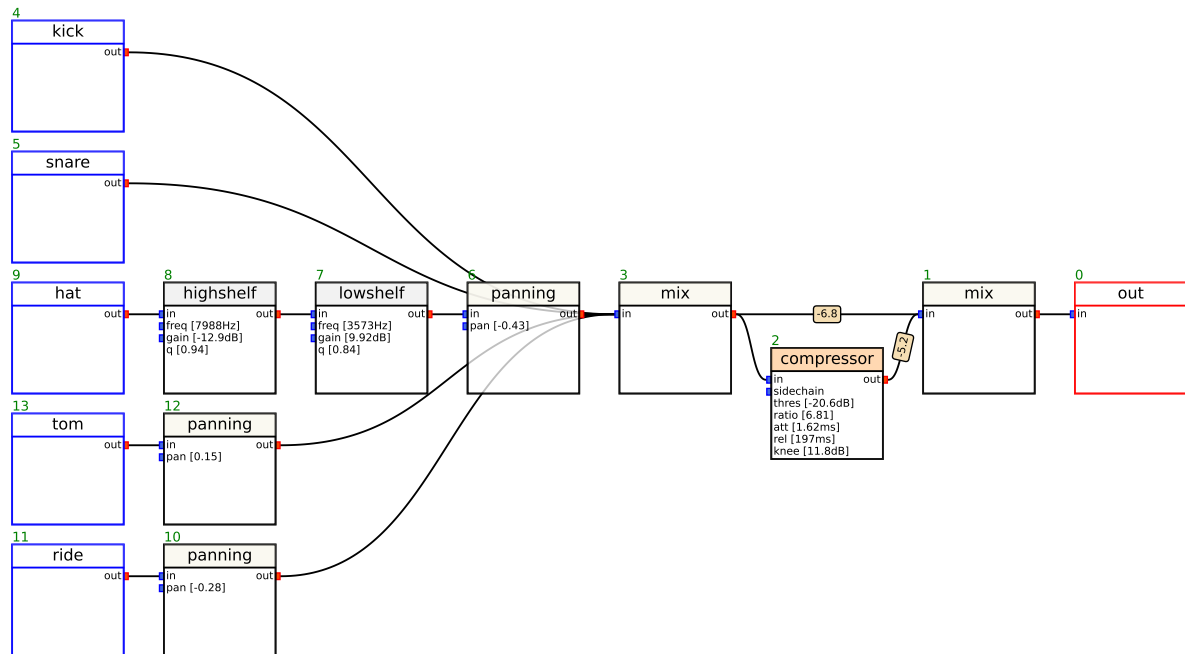 4
kick
out
5
snare
out
9
hat
out
8
highshelf
in out
freq [7988Hz]
gain [-12.9dB]
q [0.94]
7
lowshelf
in out
freq [3573Hz]
gain [9.92dB]
q [0.84]
6
panning
in out
pan [-0.43]
3
mix
in out
-6.8
-5.2
2
compressor
in out
sidechain
thres [-20.6dB]
ratio [6.81]
att [1.62ms]
rel [197ms]
knee [11.8dB]
1
mix
in out
0
out
in
13
tom
out
12
panning
in out
pan [0.15]
11
ride
out
10
panning
in out
pan [-0.28]